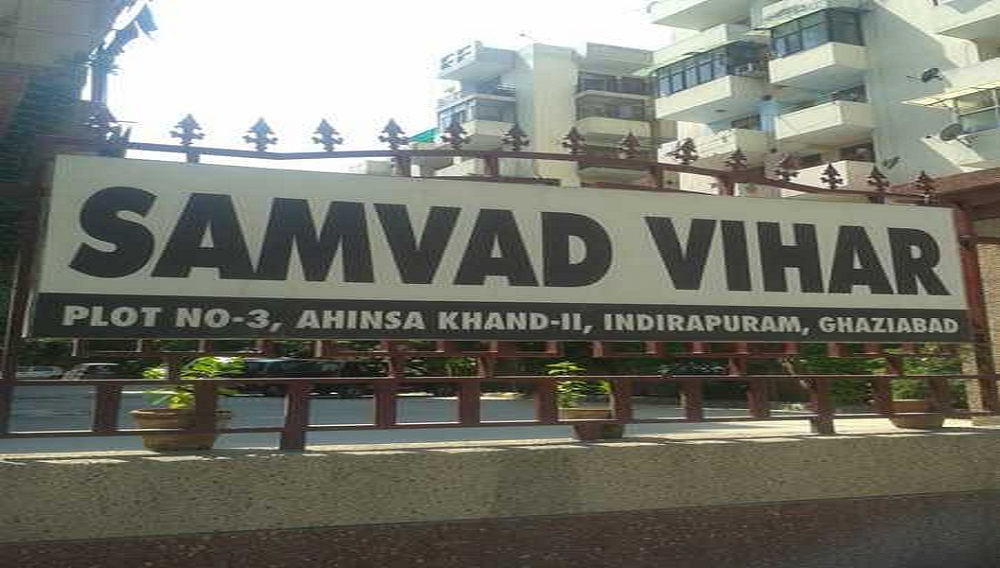 SAMVAD VIHAR
PLOT NO-3, AHINSA KHAND-II, INDIRAPURAM, GHAZIABAD